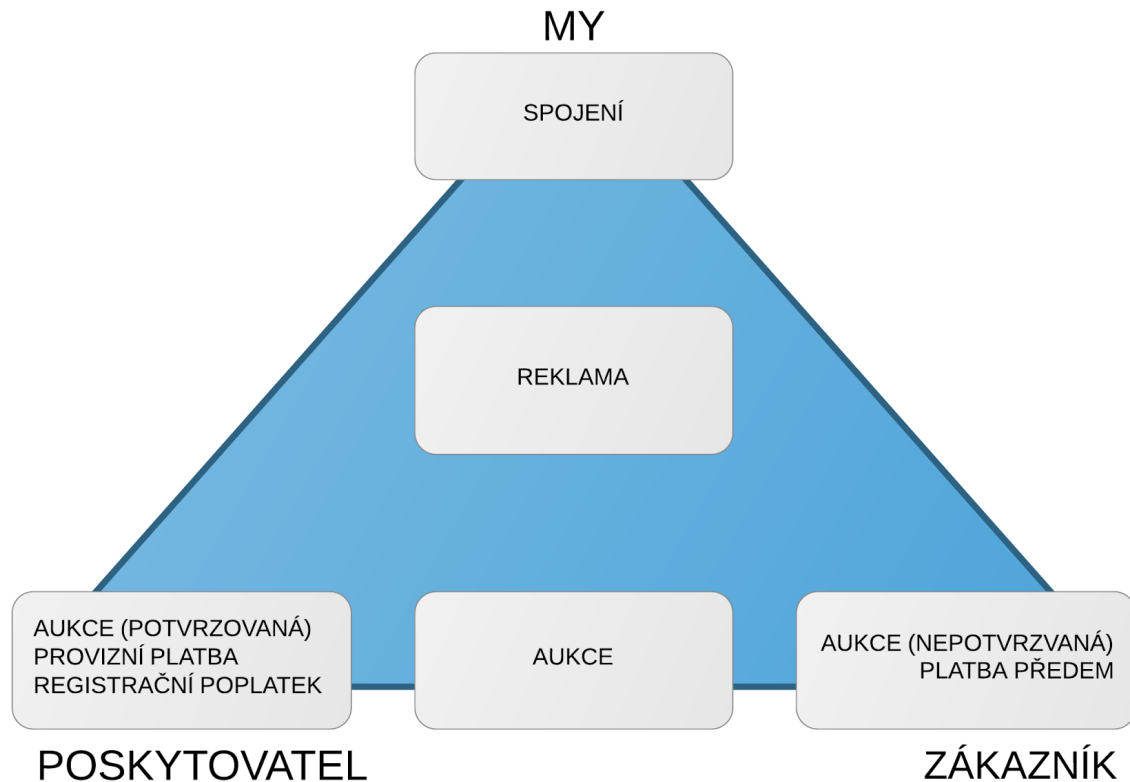 MY
SPOJENÍ
REKLAMA
AUKCE (POTVRZOVANÁ)
PROVIZNÍ PLATBA
REGISTRAČNÍ POPLATEK
AUKCE
AUKCE (NEPOTVRZVANÁ)
PLATBA PŘEDEM
POSKYTOVATEL
ZÁKAZNÍK